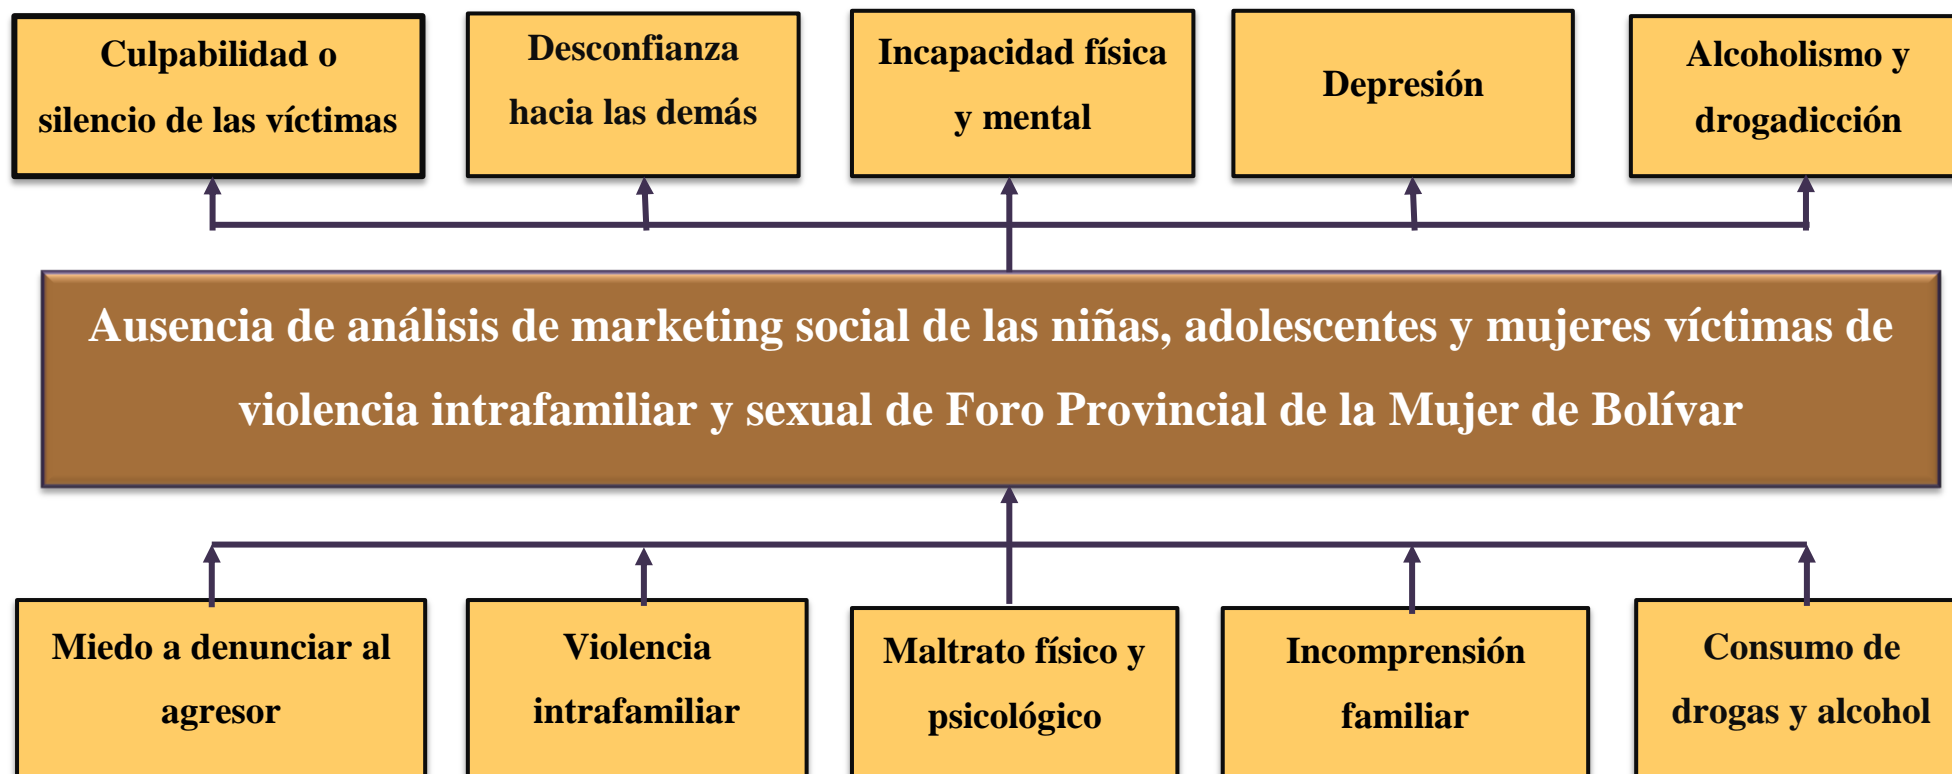 Culpabilidad o
silencio de las víctimas
Desconfianza
hacia las demás
Incapacidad física
y mental
Depresión
Alcoholismo y
drogadicción
Ausencia de análisis de marketing social de las niñas, adolescentes y mujeres víctimas de
violencia intrafamiliar y sexual de Foro Provincial de la Mujer de Bolívar
Miedo a denunciar al
agresor
Violencia
intrafamiliar
Maltrato físico y
psicológico
Incomprensión
familiar
Consumo de
drogas y alcohol